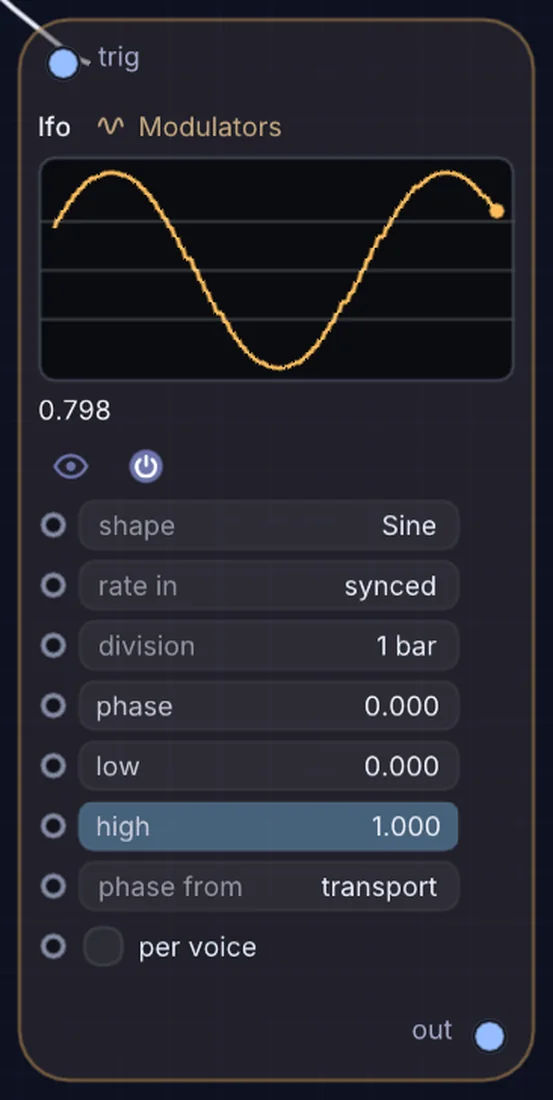 trig
lfo Modulators
0.798
shape Sine
rate in synced
division 1 bar
phase 0.000
low 0.000
high 1.000
phase from transport
per voice
out